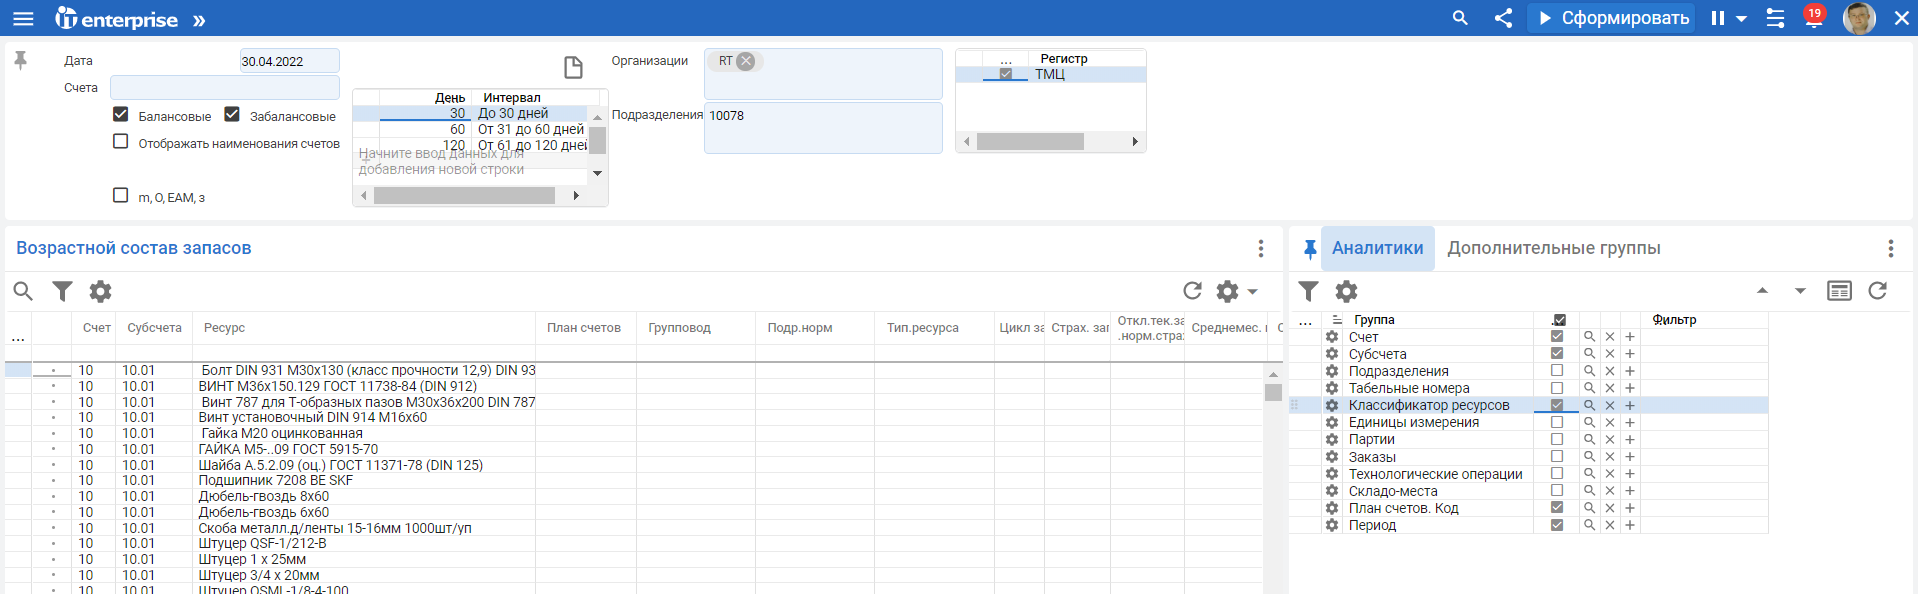 iT enterprise »
Сформировать
19
Дата
30.04.2022
Счета
Балансовые
Забалансовые
Отображать наименования счетов
m, О, ЕАМ, з
День Интервал
30 До 30 дней
60 От 31 до 60 дней
120 От 61 до 120 дней
Начните ввод данных для
добавления новой строки
Организации
RT
Подразделения
10078
... Регистр
ТМЦ
Возрастной состав запасов
... Счет Субсчета Ресурс План счетов Групповод Подр.норм Тип.ресурса Цикл за Страх. заг Откл.тек.за .норм.стра Среднемес.
10 10.01 Болт DIN 931 М30х130 (класс прочности 12,9) DIN 93
10 10.01 ВИНТ М36х150.129 ГОСТ 11738-84 (DIN 912)
10 10.01 Винт 787 для Т-образных пазов М30х36х200 DIN 787
10 10.01 Винт установочный DIN 914 М16х60
10 10.01 Гайка М20 оцинкованная
10 10.01 ГАЙКА М5-..09 ГОСТ 5915-70
10 10.01 Шайба А.5.2.09 (оц.) ГОСТ 11371-78 (DIN 125)
10 10.01 Подшипник 7208 BE SKF
10 10.01 Дюбель-гвоздь 8х60
10 10.01 Дюбель-гвоздь 6х60
10 10.01 Скоба металл.д/ленты 15-16мм 1000шт/уп
10 10.01 Штуцер QSF-1/212-В
10 10.01 Штуцер 1 х 25мм
10 10.01 Штуцер 3/4 х 20мм
10 10.01 Штуцер QSML-1/8-4-100
Аналитики
Дополнительные группы
... Группа Фильтр
Счет
Субсчета
Подразделения
Табельные номера
Классификатор ресурсов
Единицы измерения
Партии
Заказы
Технологические операции
Складо-места
План счетов. Код
Период